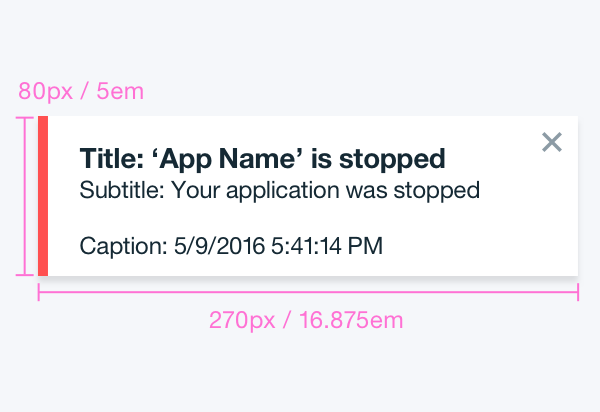 80px / 5em
Title: ‘App Name’ is stopped
Subtitle: Your application was stopped
Caption: 5/9/2016 5:41:14 PM
270px / 16.875em